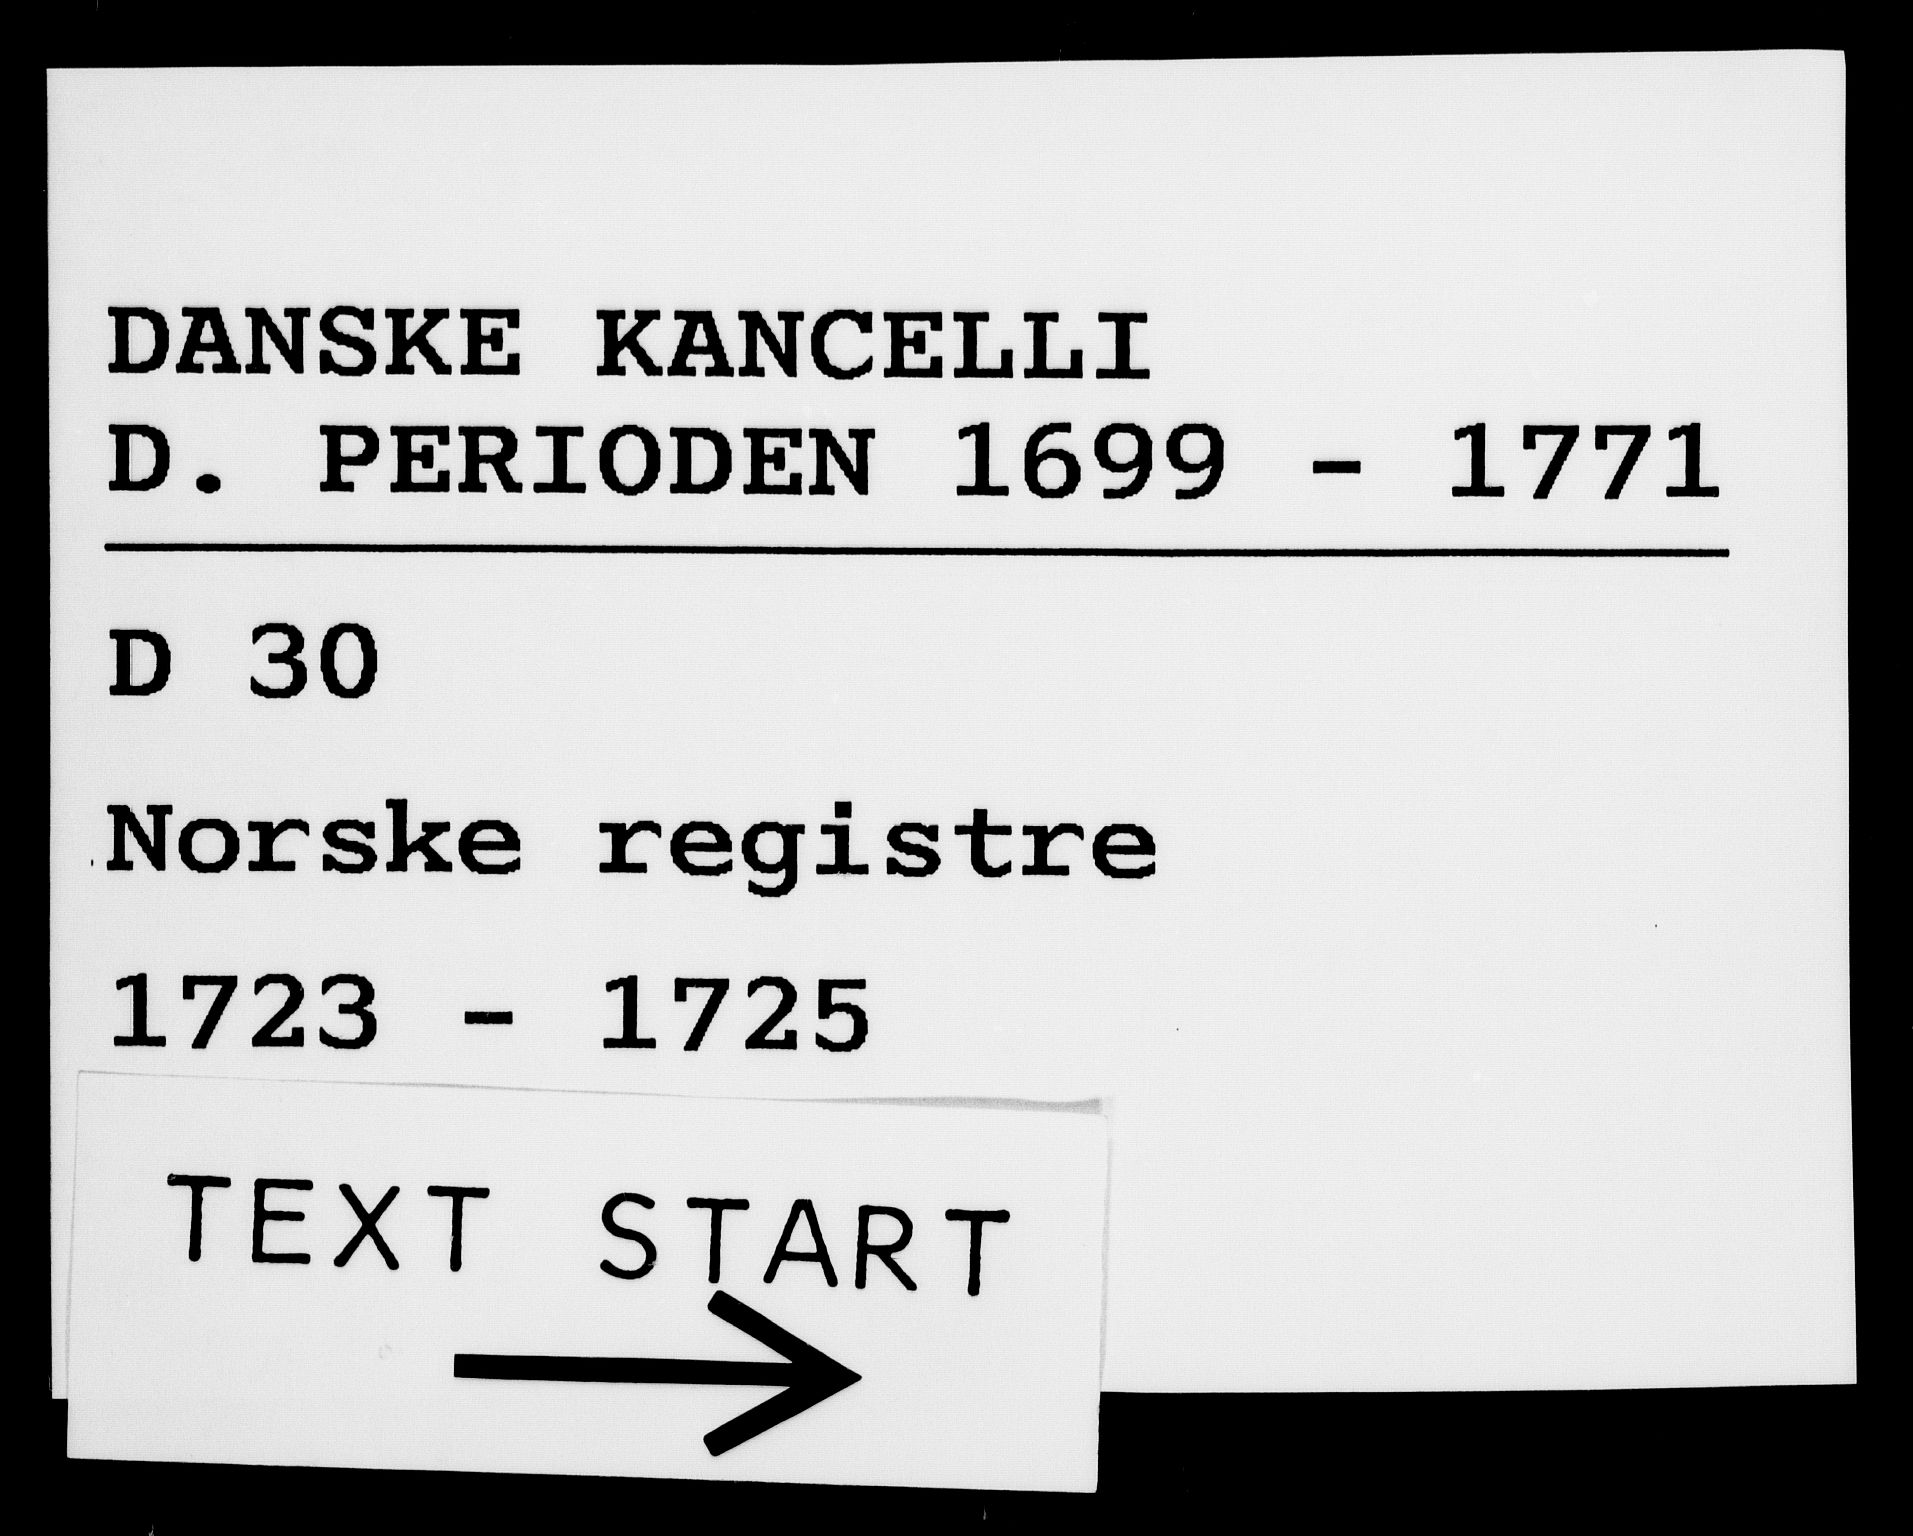 DANSKE KANCELLI
D. PERIODEN 1699 - 1771
D 30
Norske registre
1723 - 1725
TEXT START